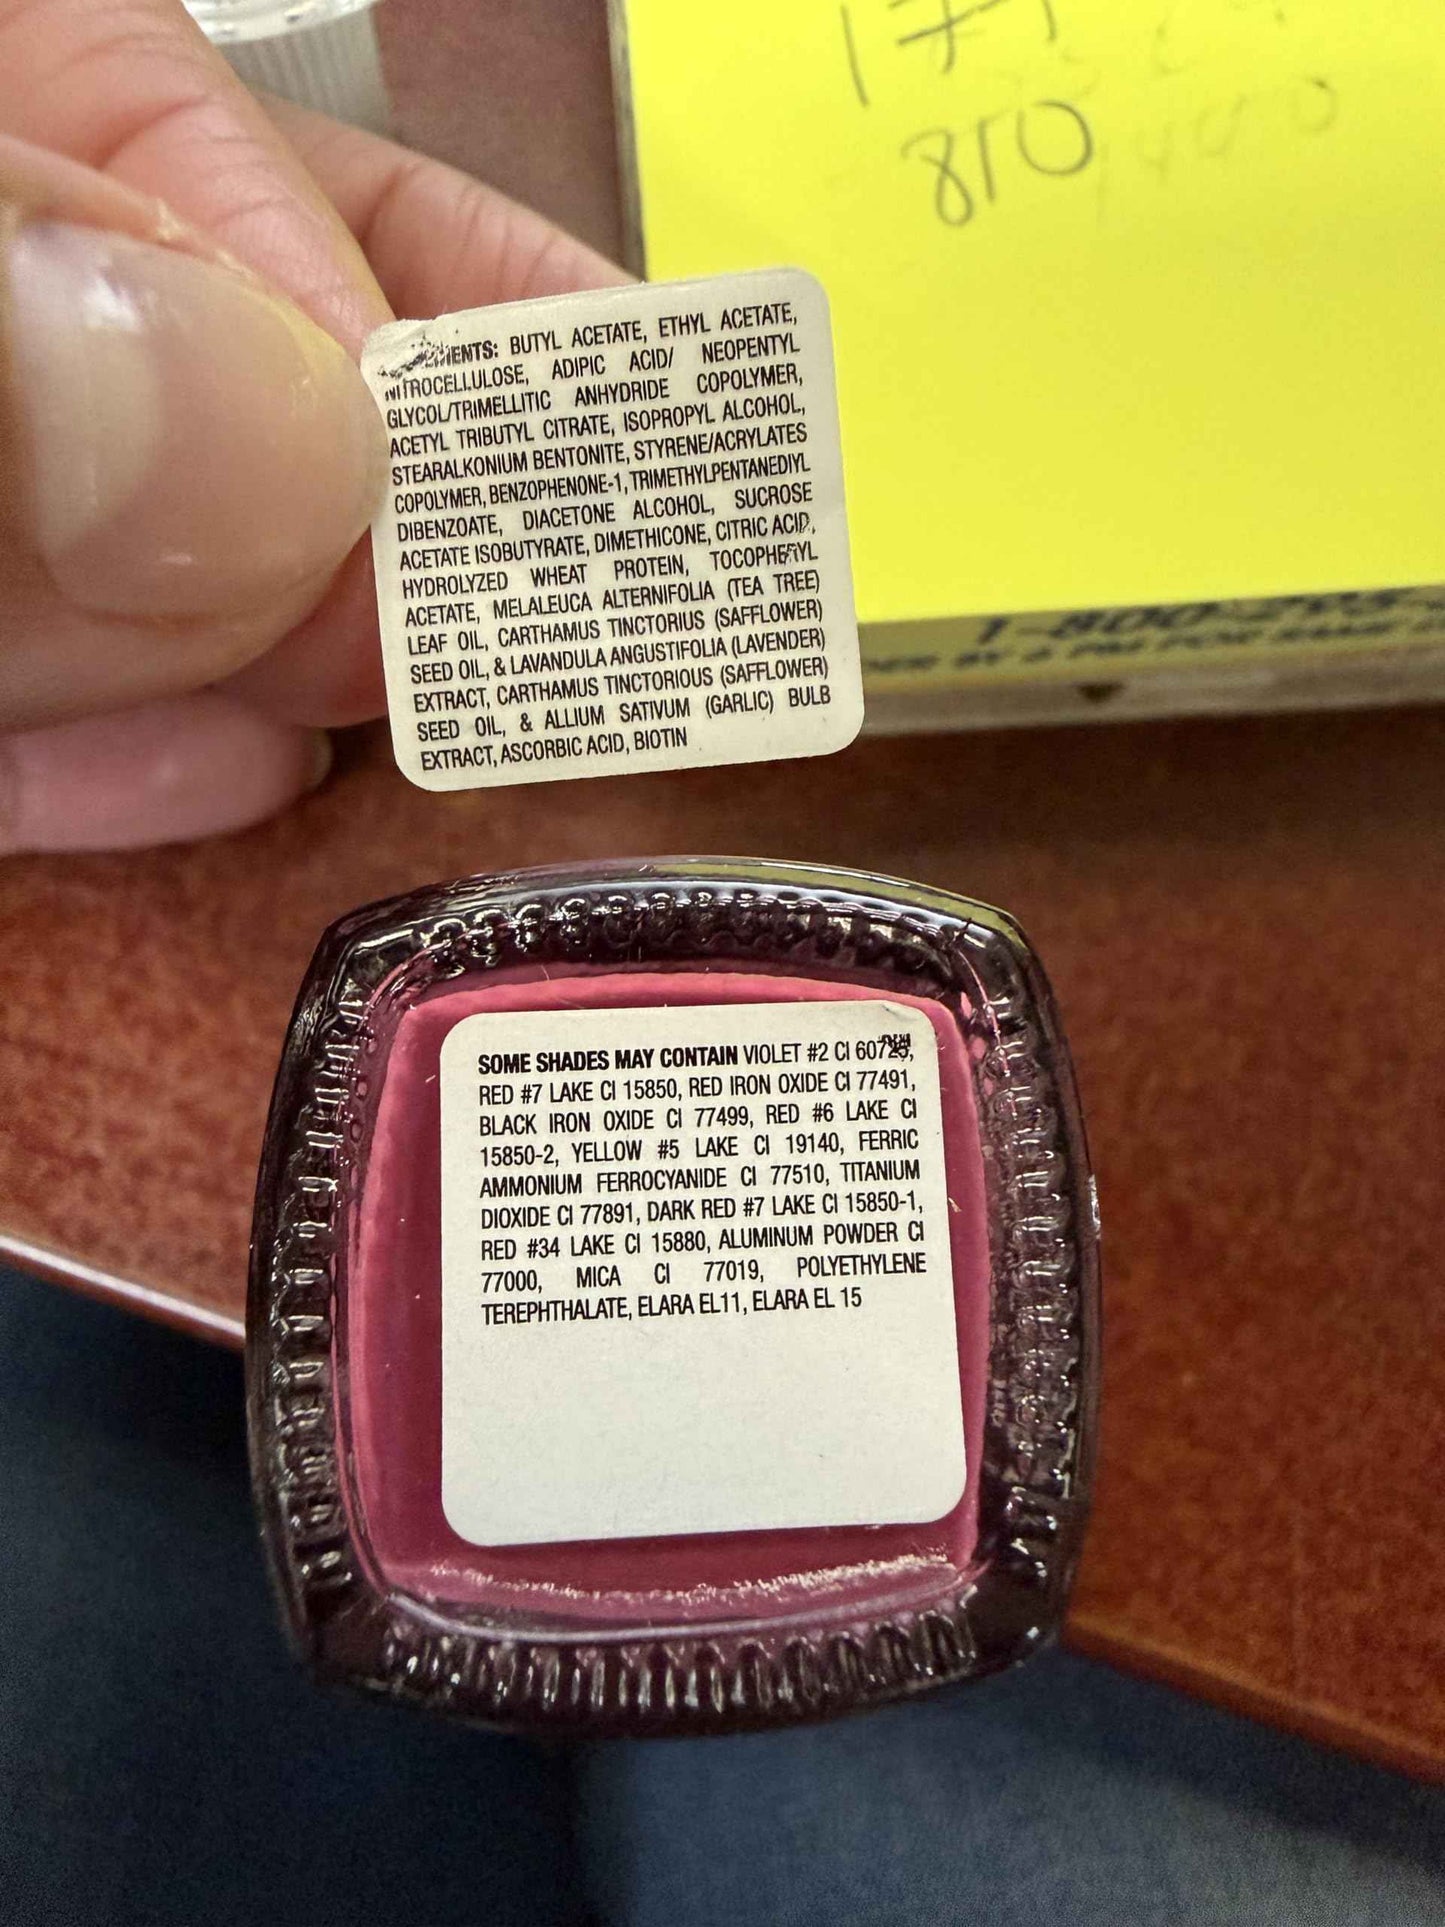 810
1-800-295-
BUTYL ACETATE, ETHYL ACETATE,
NITROCELLULOSE, ADIPIC ACID/ NEOPENTYL
GLYCOL/TRIMELLITIC ANHYDRIDE COPOLYMER,
ACETYL TRIBUTYL CITRATE, ISOPROPYL ALCOHOL,
STEARALKONIUM BENTONITE, STYRENE/ACRYLATES
COPOLYMER, BENZOPHENONE-1, TRIMETHYLPENTANEDIYL
DIBENZOATE, DIACETONE ALCOHOL, SUCROSE
ACETATE ISOBUTYRATE, DIMETHICONE, CITRIC ACID,
HYDROLYZED WHEAT PROTEIN, TOCOPHERYL
ACETATE, MELALEUCA ALTERNIFOLIA (TEA TREE)
LEAF OIL, CARTHAMUS TINCTORIUS (SAFFLOWER)
SEED OIL, & LAVANDULA ANGUSTIFOLIA (LAVENDER)
EXTRACT, CARTHAMUS TINCTORIOUS (SAFFLOWER)
SEED OIL, & ALLIUM SATIVUM (GARLIC) BULB
EXTRACT, ASCORBIC ACID, BIOTIN
SOME SHADES MAY CONTAIN VIOLET #2 CI 60725,
RED #7 LAKE CI 15850, RED IRON OXIDE CI 77491,
BLACK IRON OXIDE CI 77499, RED #6 LAKE CI
15850-2, YELLOW #5 LAKE CI 19140, FERRIC
AMMONIUM FERROCYANIDE CI 77510, TITANIUM
DIOXIDE CI 77891, DARK RED #7 LAKE CI 15850-1,
RED #34 LAKE CI 15880, ALUMINUM POWDER CI
77000, MICA CI 77019, POLYETHYLENE
TEREPHTHALATE, ELARA EL11, ELARA EL 15